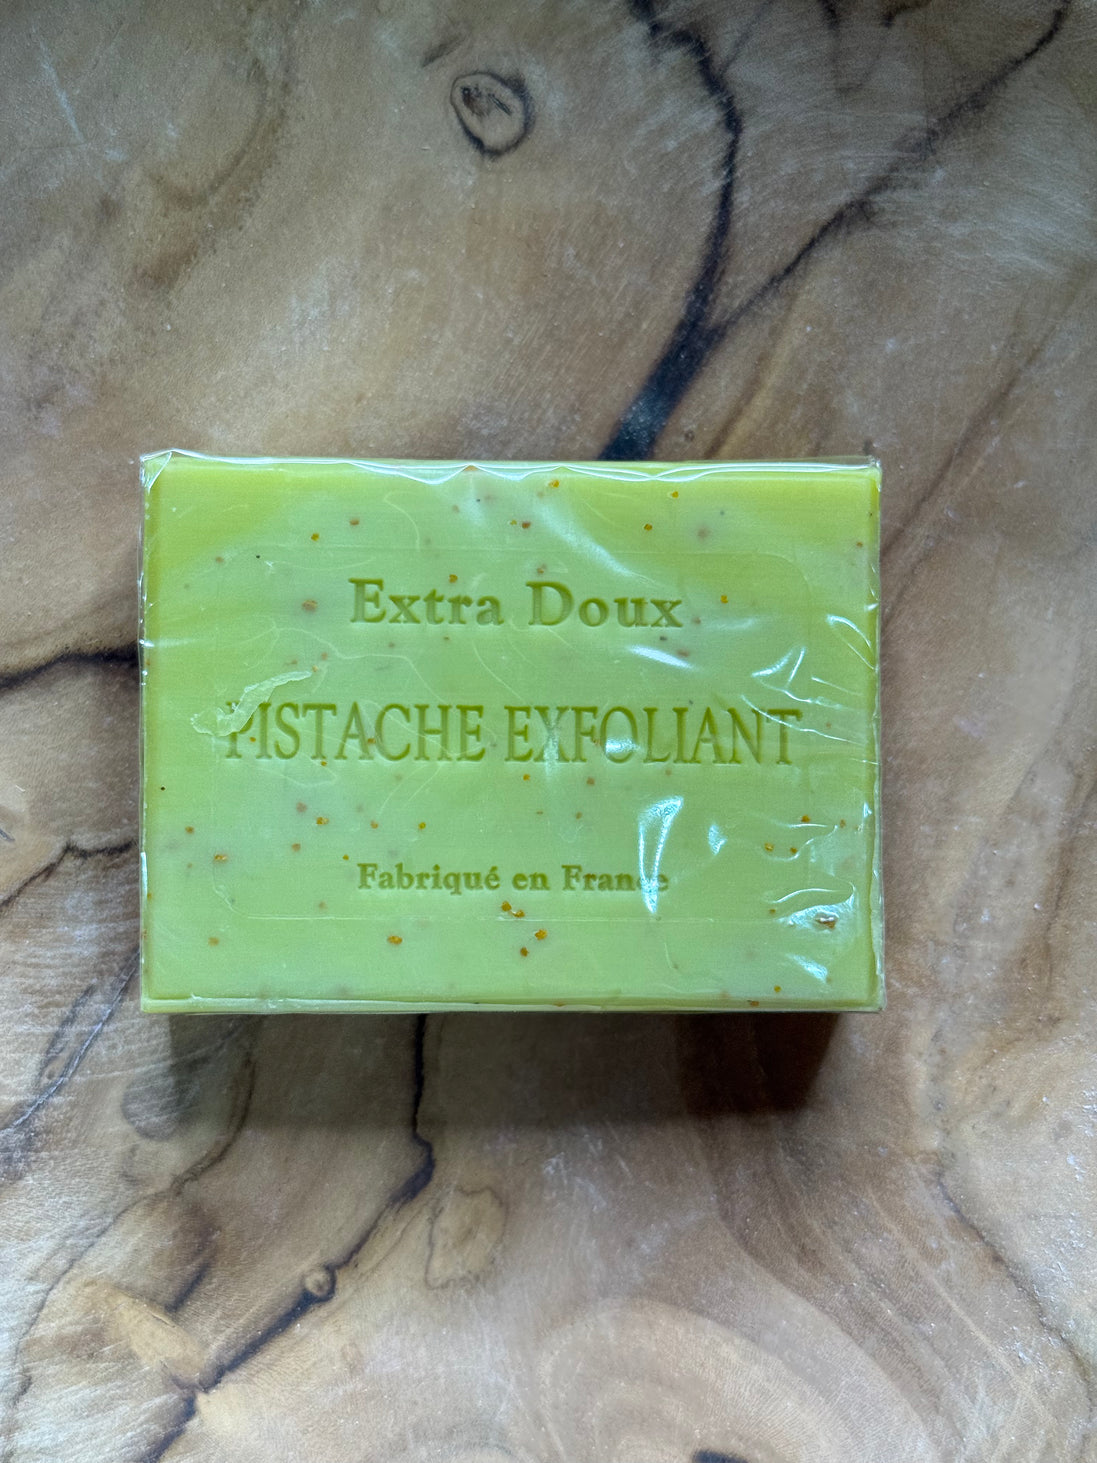 Extra Doux
PISTACHE EXFOLIANT
Fabriqué en France